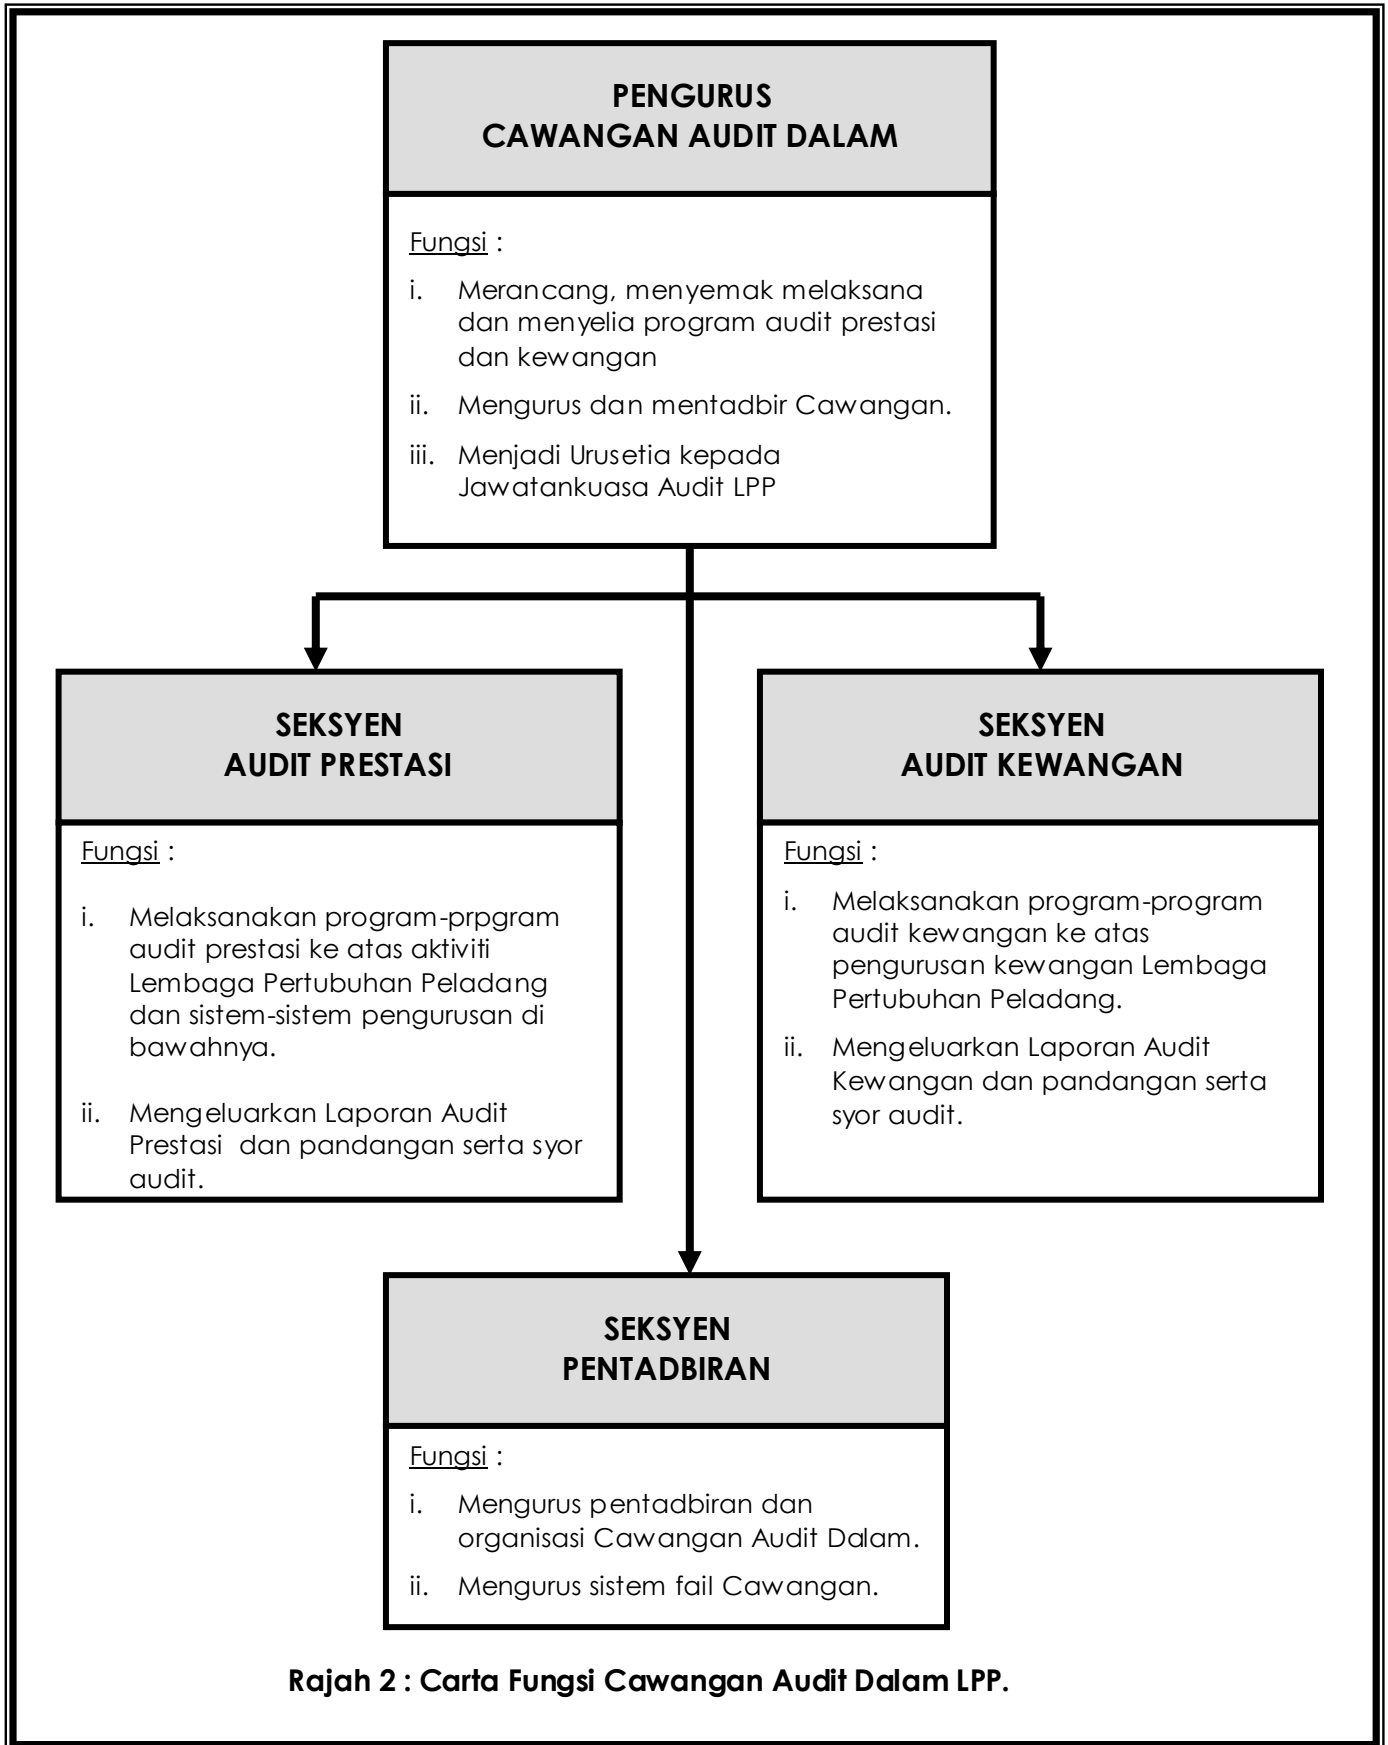 PENGURUS
CAWANGAN AUDIT DALAM
Fungsi :
i. Merancang, menyemak melaksana
dan menyelia program audit prestasi
dan kewangan
ii. Mengurus dan mentadbir Cawangan.
iii. Menjadi Urusetia kepada
Jawatankuasa Audit LPP
SEKSYEN
AUDIT PRESTASI
Fungsi :
i. Melaksanakan program-prpgram
audit prestasi ke atas aktiviti
Lembaga Pertubuhan Peladang
dan sistem-sistem pengurusan di
bawahnya.
ii. Mengeluarkan Laporan Audit
Prestasi dan pandangan serta syor
audit.
SEKSYEN
AUDIT KEWANGAN
Fungsi :
i. Melaksanakan program-program
audit kewangan ke atas
pengurusan kewangan Lembaga
Pertubuhan Peladang.
ii. Mengeluarkan Laporan Audit
Kewangan dan pandangan serta
syor audit.
SEKSYEN
PENTADBIRAN
Fungsi :
i. Mengurus pentadbiran dan
organisasi Cawangan Audit Dalam.
ii. Mengurus sistem fail Cawangan.
Rajah 2 : Carta Fungsi Cawangan Audit Dalam LPP.